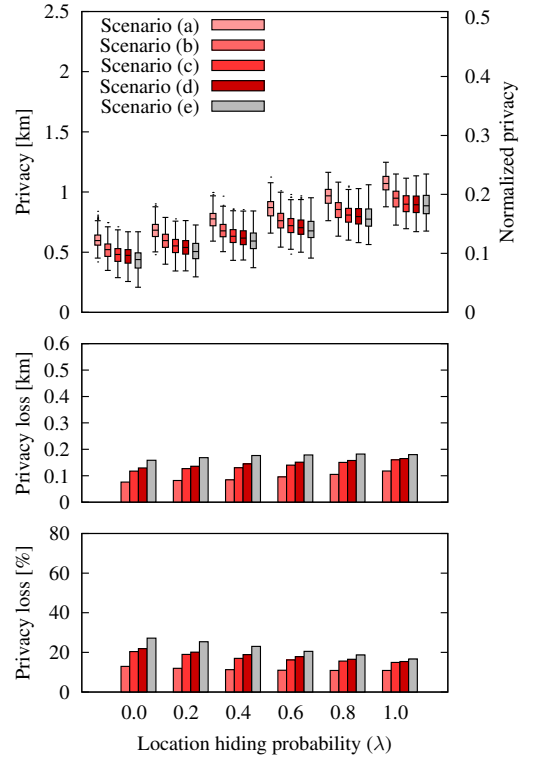 Scenario (a)
Scenario (b)
Scenario (c)
Scenario (d)
Scenario (e)
Privacy [km]
2.5
2
1.5
1
0.5
0
Normalized privacy
0.5
0.4
0.3
0.2
0.1
0
Privacy loss [km]
0.6
0.5
0.4
0.3
0.2
0.1
0
Privacy loss [%]
80
60
40
20
0
0.0 0.2 0.4 0.6 0.8 1.0
Location hiding probability (λ)